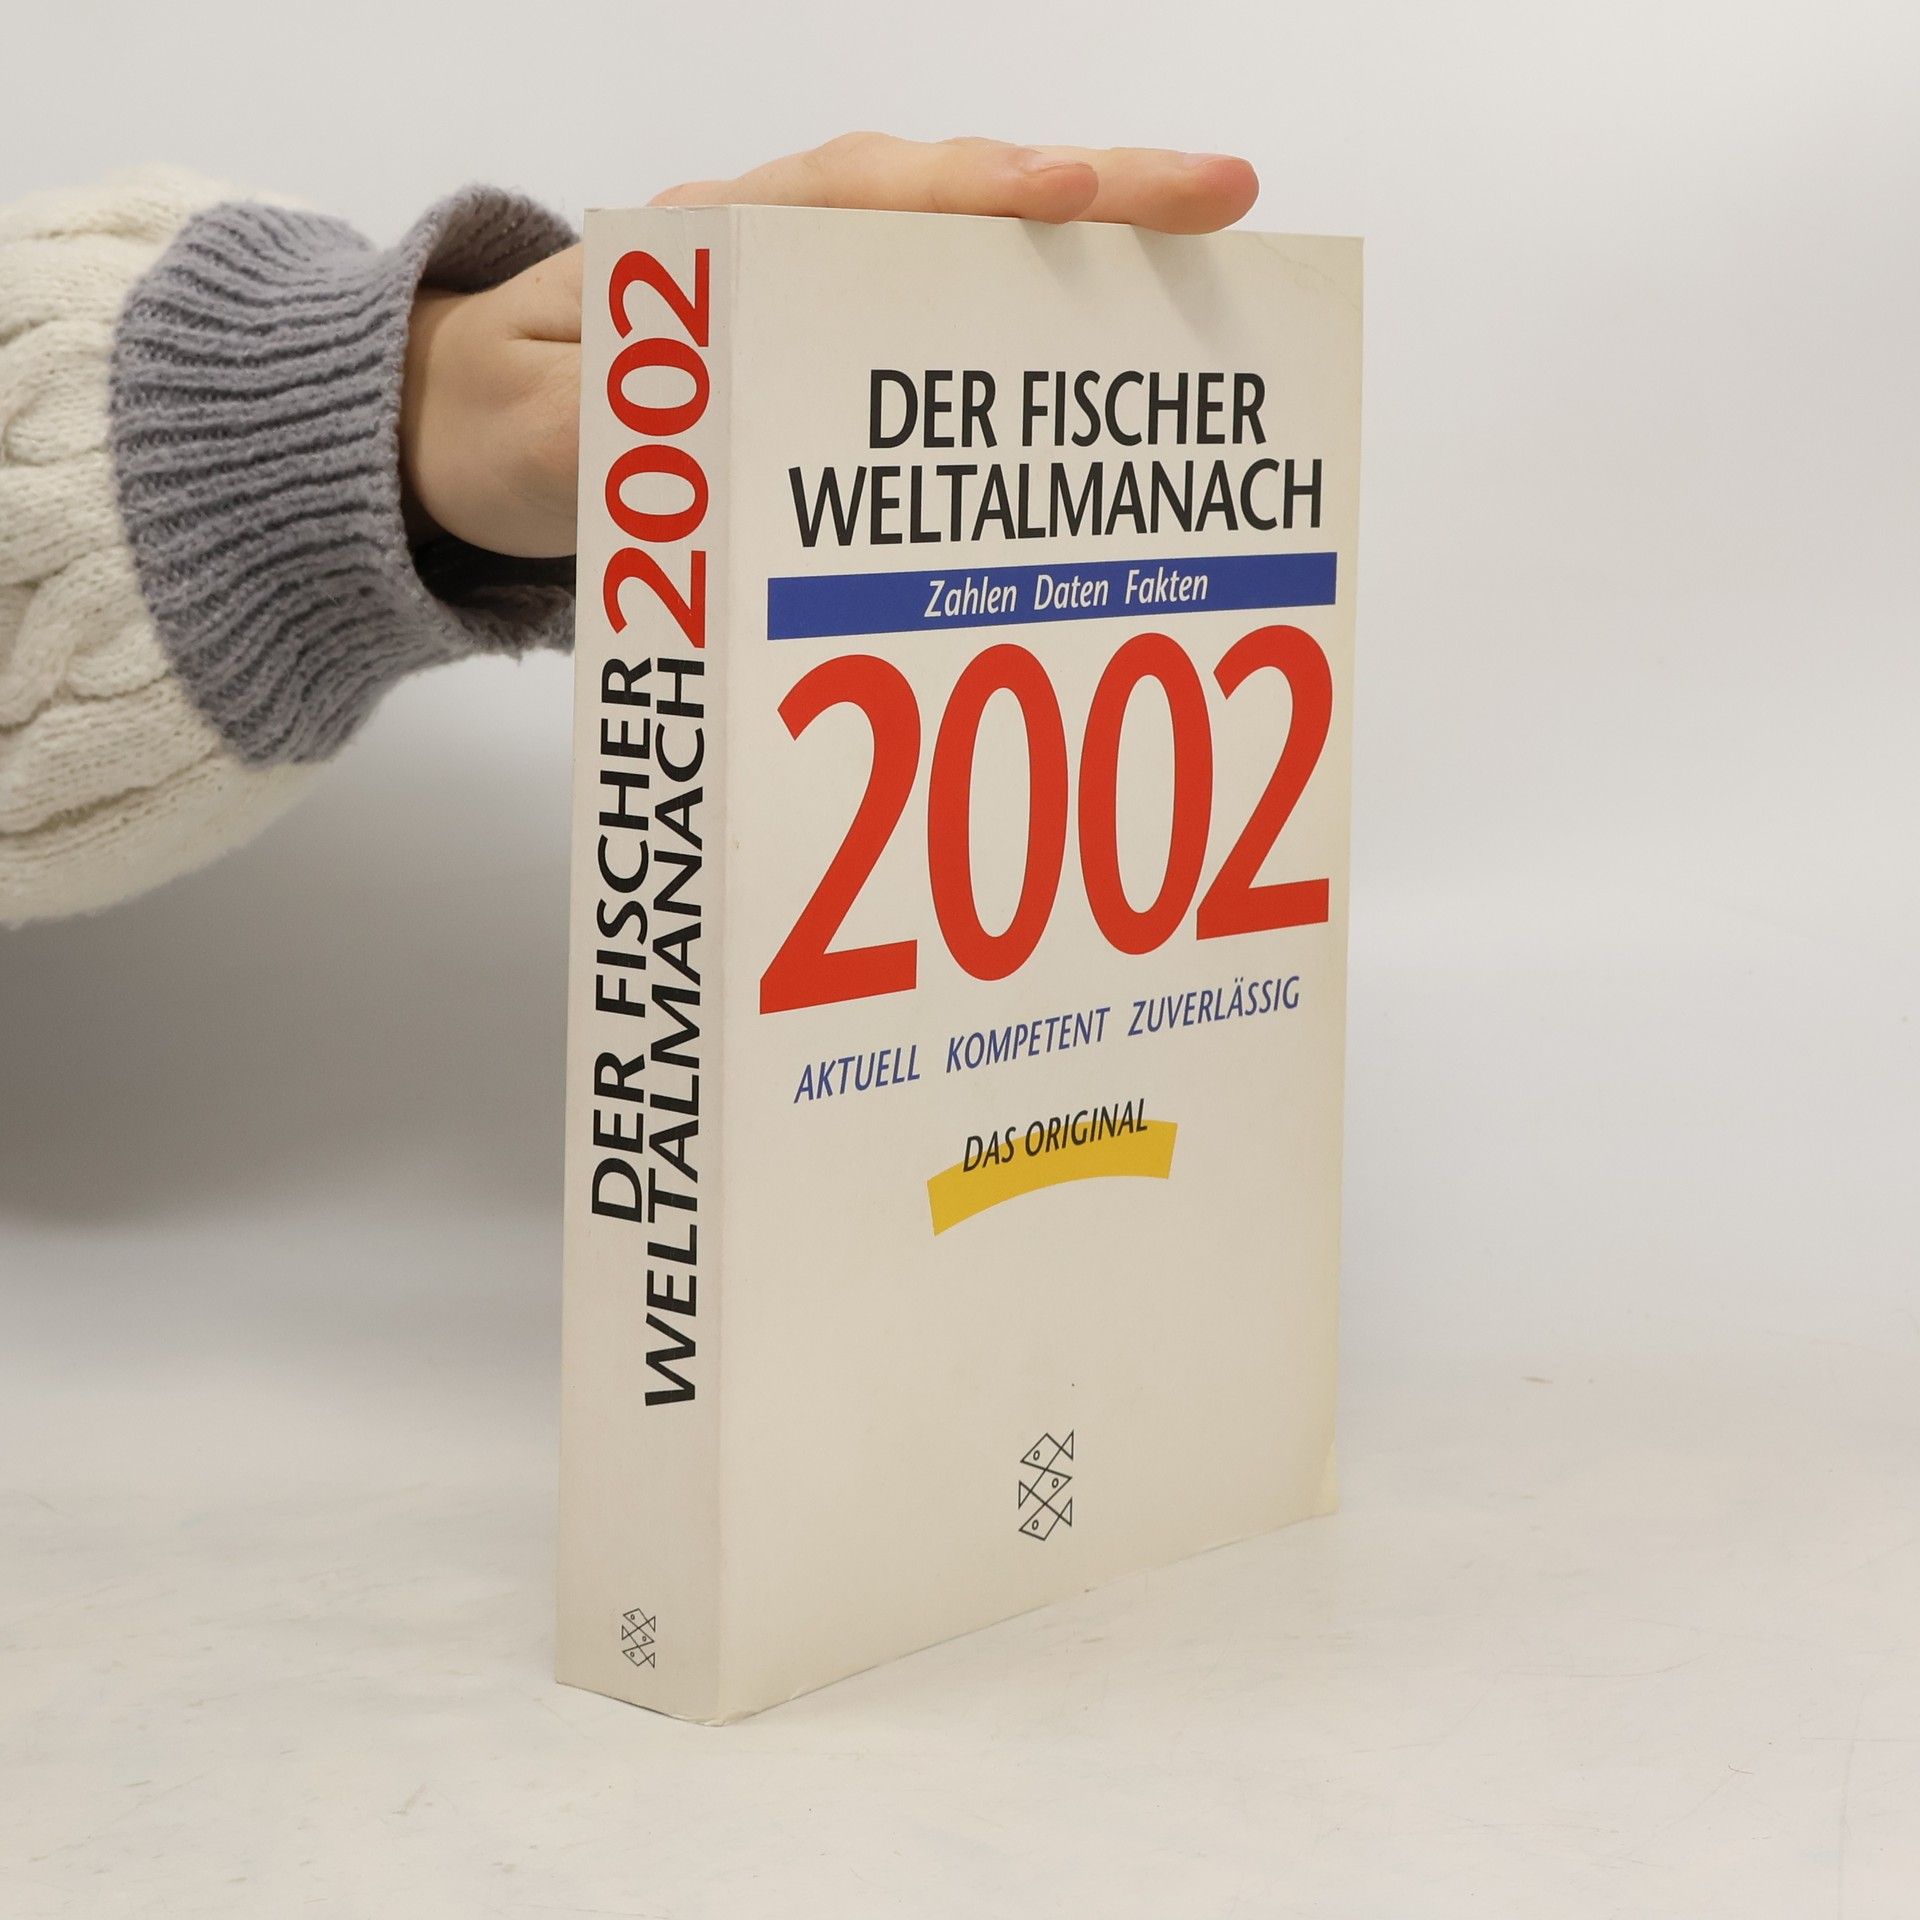 DER FISCHER
WELTALMANACH
2002
DER FISCHER
WELTALMANACH
Zahlen Daten Fakten
2002
AKTUELL KOMPETENT ZUVERLÄSSIG
DAS ORIGINAL